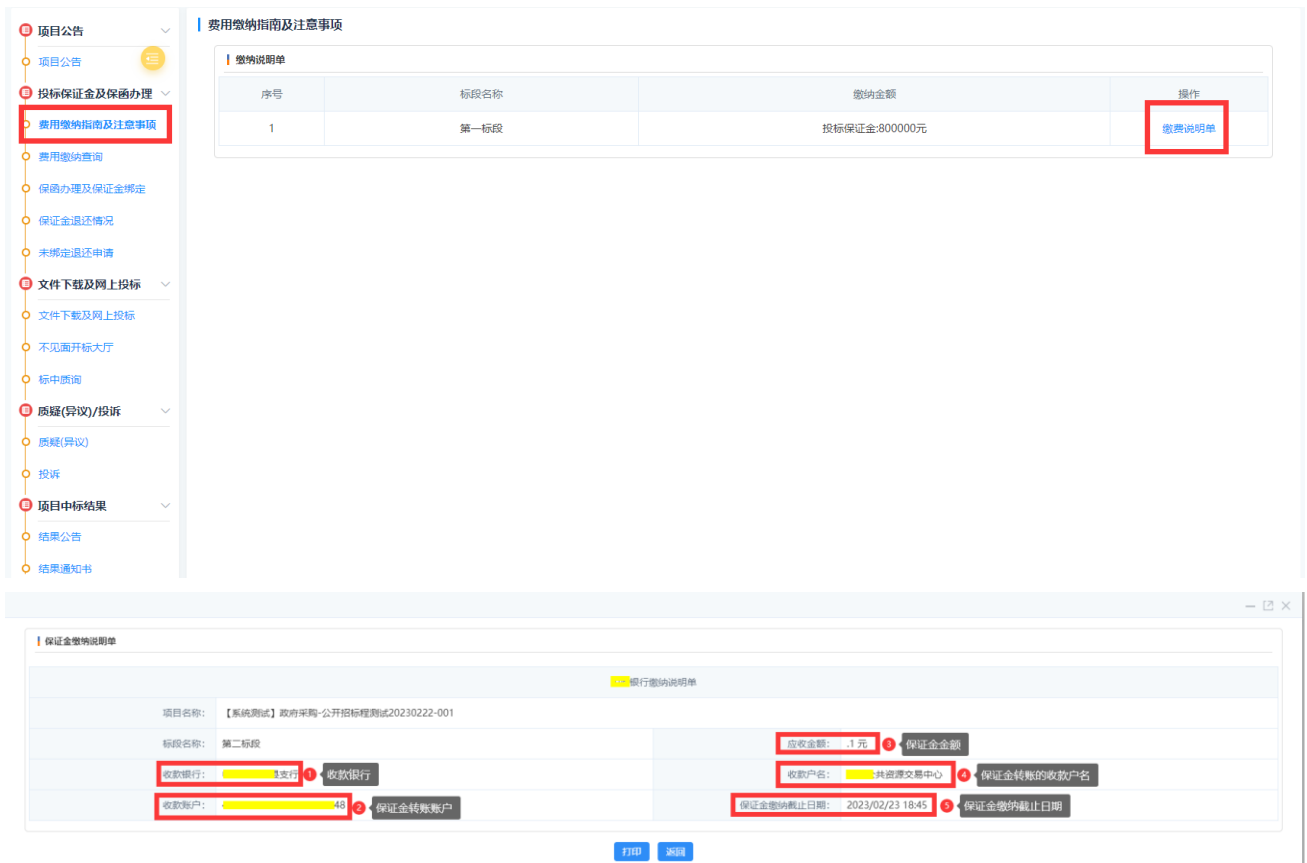 项目公告
项目公告
投标保证金及保函办理
费用缴纳指南及注意事项
费用缴纳查询
保函办理及保证金绑定
保证金退还情况
未绑定退还申请
文件下载及网上投标
文件下载及网上投标
不见面开标大厅
标中质询
质疑(异议)/投诉
质疑(异议)
投诉
项目中标结果
结果公告
结果通知书
费用缴纳指南及注意事项
缴纳说明单
序号 标段名称 缴纳金额 操作
1 第一标段 投标保证金:800000元 缴费说明单
保证金缴纳说明单
银行缴纳说明单
项目名称: 【系统测试】政府采购-公开招标程测试20230222-001
标段名称: 第二标段 应收金额: .1 元 3 保证金金额
收款银行: 支行 1 收款银行 收款户名: 共资源交易中心 4 保证金转账的收款户名
收款账户: 48 2 保证金转账账户 保证金缴纳截止日期: 2023/02/23 18:45 5 保证金缴纳截止日期
打印 返回